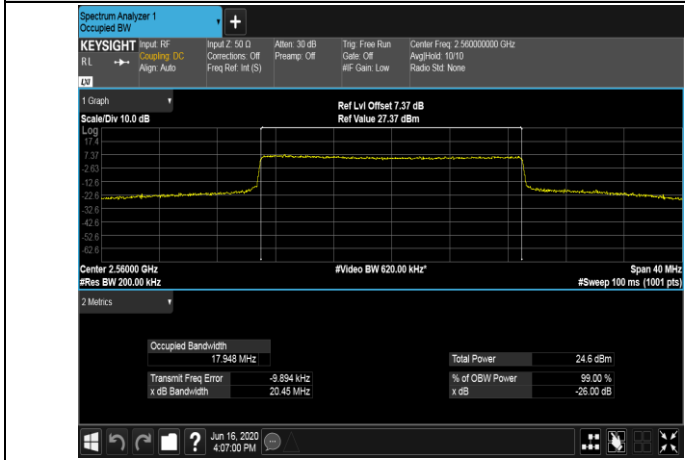 Spectrum Analyzer 1
Occupied BW
KEYSIGHT Input: RF Input Z: 50 Ω Atten: 30 dB Trig: Free Run Center Freq: 2.560000000 GHz
RL Coupling: DC Corrections: Off Preamp: Off Gate: Off Avg|Hold: 10/10
Align: Auto Freq Ref: Int (S) #IF Gain: Low Radio Std: None
LXI
1 Graph Ref Lvl Offset 7.37 dB
Scale/Div 10.0 dB Ref Value 27.37 dBm
Log
17.4
7.37
-2.63
-12.6
-22.6
-32.6
-42.6
-52.6
-62.6
Center 2.56000 GHz #Video BW 620.00 kHz* Span 40 MHz
#Res BW 200.00 kHz #Sweep 100 ms (1001 pts)
2 Metrics
Occupied Bandwidth
17.948 MHz Total Power 24.6 dBm
Transmit Freq Error -9.894 kHz % of OBW Power 99.00 %
x dB Bandwidth 20.45 MHz x dB -26.00 dB
Jun 16, 2020
4:07:00 PM